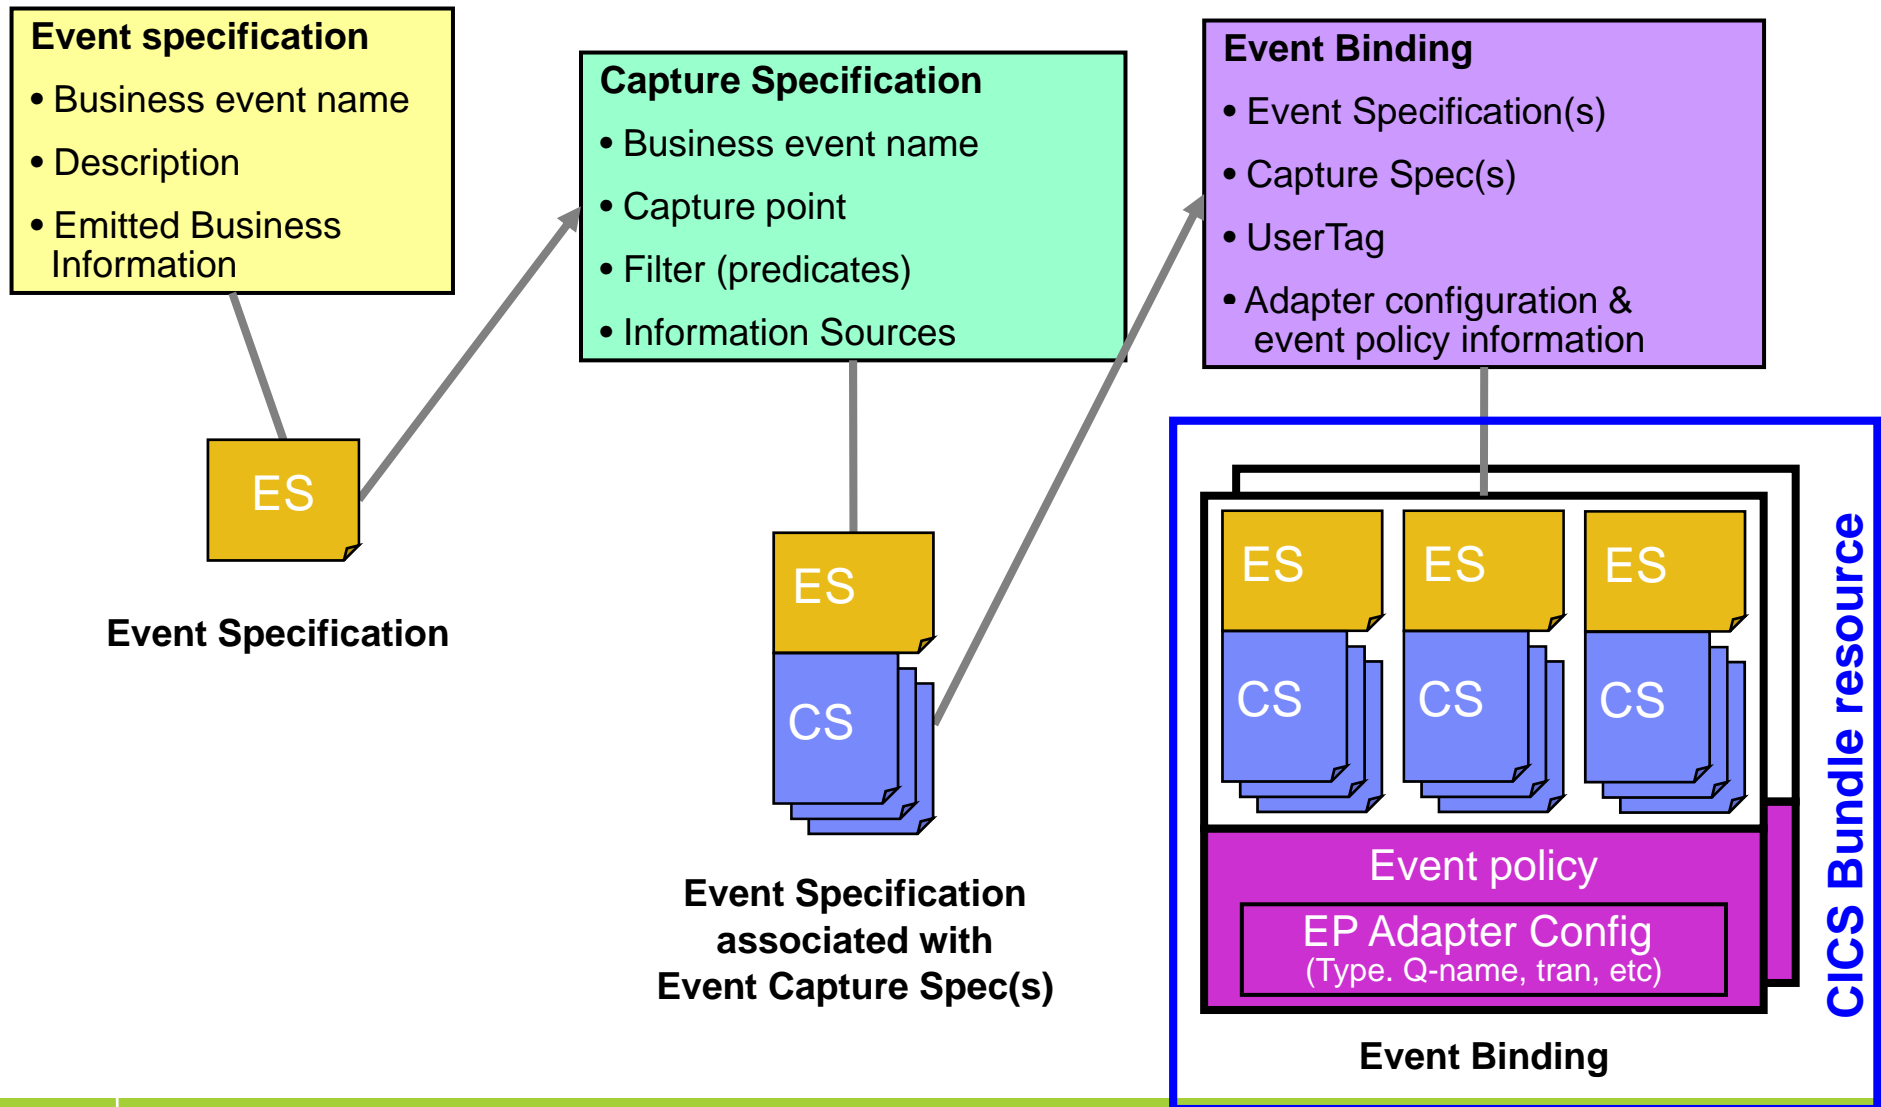 Event specification
• Business event name
• Description
• Emitted Business
Information
Capture Specification
• Business event name
• Capture point
• Filter (predicates)
• Information Sources
Event Binding
• Event Specification(s)
• Capture Spec(s)
• UserTag
• Adapter configuration &
event policy information
ES
Event Specification
ES
CS
Event Specification
associated with
Event Capture Spec(s)
ES ES ES
CS CS CS
Event policy
EP Adapter Config
(Type. Q-name, tran, etc)
Event Binding
CICS Bundle resource